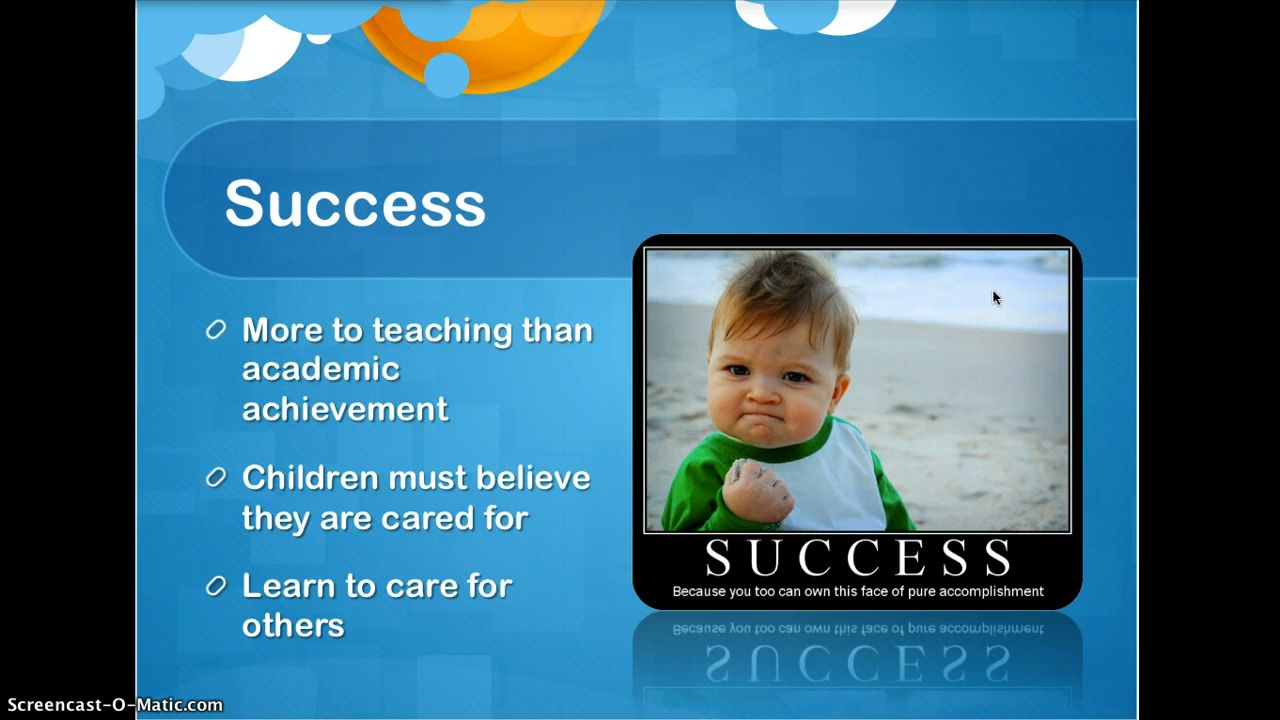 Success
More to teaching than
academic
achievement
Children must believe
they are cared for
Learn to care for
others
SUCCESS
Because you too can own this face of pure accomplishment
Because you too can own this face of pure accomplishment
SUCCESS
Screencast-O-Matic.com